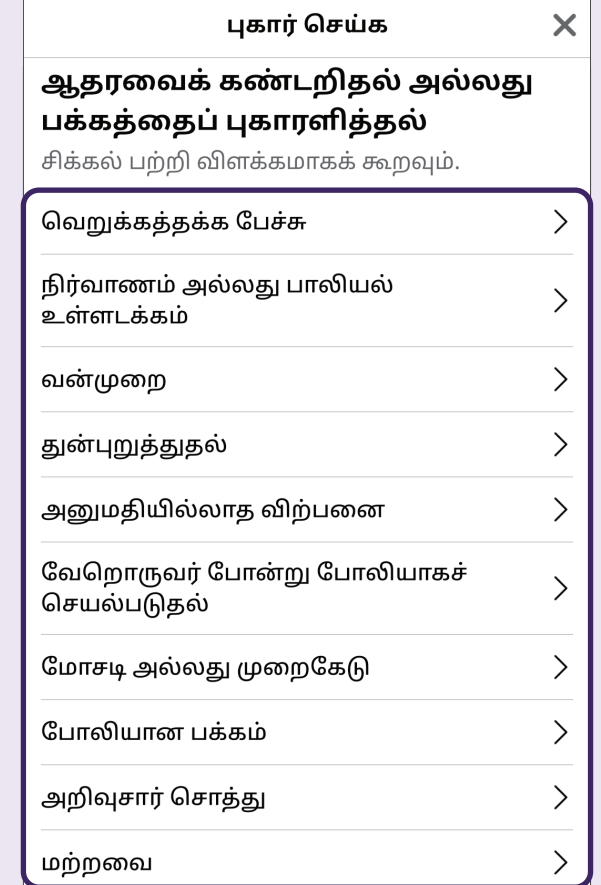 புகார் செய்க
ஆதரவைக் கண்டறிதல் அல்லது
பக்கத்தைப் புகாரளித்தல்
சிக்கல் பற்றி விளக்கமாகக் கூறவும்.
வெறுக்கத்தக்க பேச்சு
நிர்வாணம் அல்லது பாலியல்
உள்ளடக்கம்
வன்முறை
துன்புறுத்துதல்
அனுமதியில்லாத விற்பனை
வேறொருவர் போன்று போலியாகச்
செயல்படுதல்
மோசடி அல்லது முறைகேடு
போலியான பக்கம்
அறிவுசார் சொத்து
மற்றவை